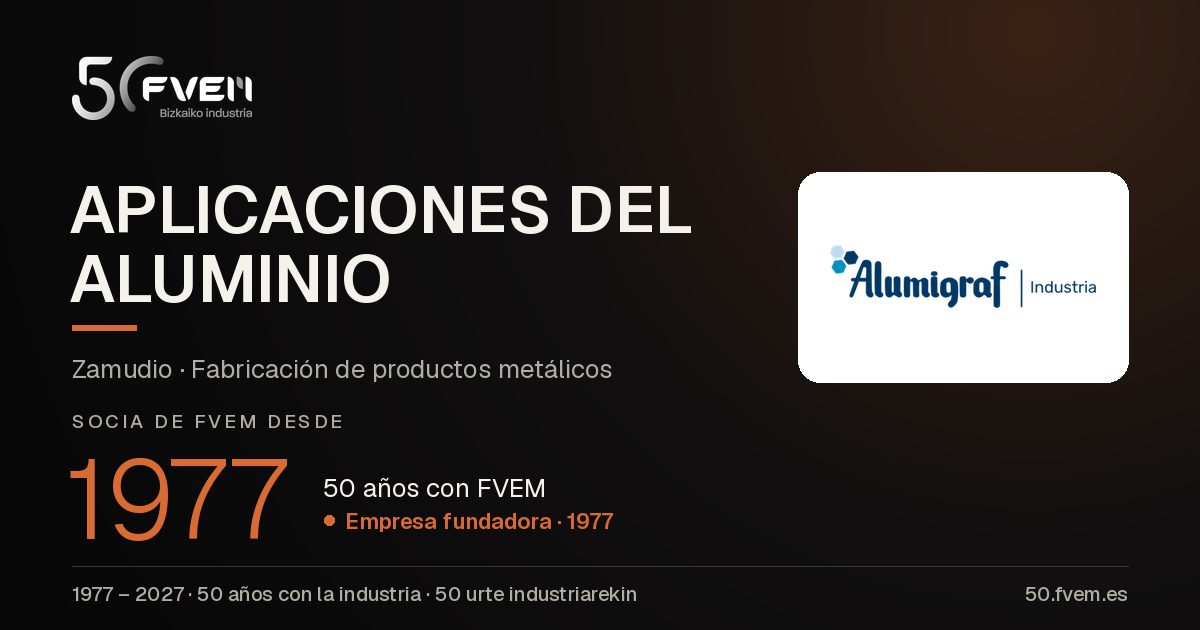 50 FVEM
Bizkaiko industria
APLICACIONES DEL
ALUMINIO
Alumigraf | Industria
Zamudio · Fabricación de productos metálicos
SOCIA DE FVEM DESDE
1977
50 años con FVEM
Empresa fundadora · 1977
1977 – 2027 · 50 años con la industria · 50 urte industriarekin
50.fvem.es